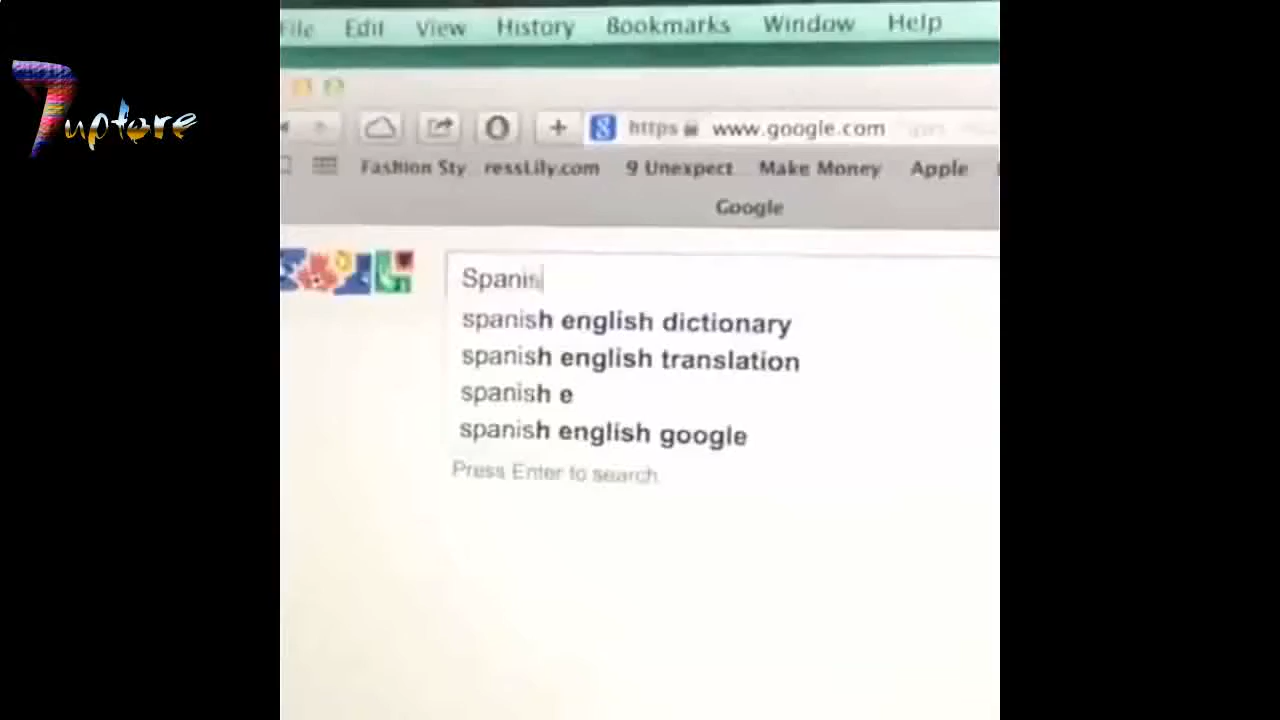 File Edit View History Bookmarks Window Help
7uptore
https www.google.com
Fashion Sty ressLily.com 9 Unexpect Make Money Apple
Google
Spanis
spanish english dictionary
spanish english translation
spanish e
spanish english google
Press Enter to search